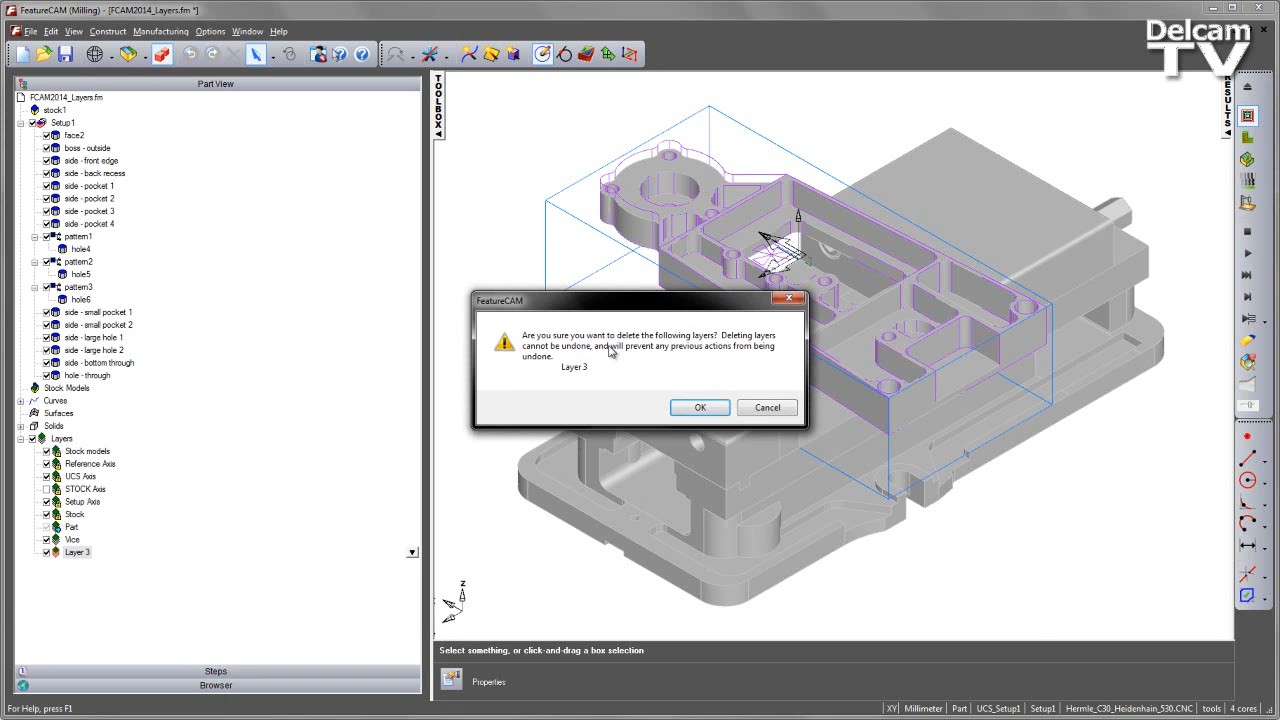 FeatureCAM (Milling) - [FCAM2014_Layers.fm *]
File Edit View Construct Manufacturing Options Window Help
Delcam
TV
Part View
TOOLBOX
RESULTS
FCAM2014_Layers.fm
stock1
Setup1
face2
boss - outside
side - front edge
side - back recess
side - pocket 1
side - pocket 2
side - pocket 3
side - pocket 4
pattern1
hole4
pattern2
hole5
pattern3
hole6
side - small pocket 1
side - small pocket 2
side - large hole 1
side - large hole 2
side - bottom through
hole - through
Stock Models
Curves
Surfaces
Solids
Layers
Stock models
Reference Axis
UCS Axis
STOCK Axis
Setup Axis
Stock
Part
Vice
Layer 3
FeatureCAM
Are you sure you want to delete the following layers? Deleting layers
cannot be undone, and will prevent any previous actions from being
undone.
Layer 3
OK Cancel
Z
Select something, or click-and-drag a box selection
Properties
Steps
Browser
For Help, press F1
XY Millimeter Part UCS_Setup1 Setup1 Hermle_C30_Heidenhain_530.CNC tools 4 cores